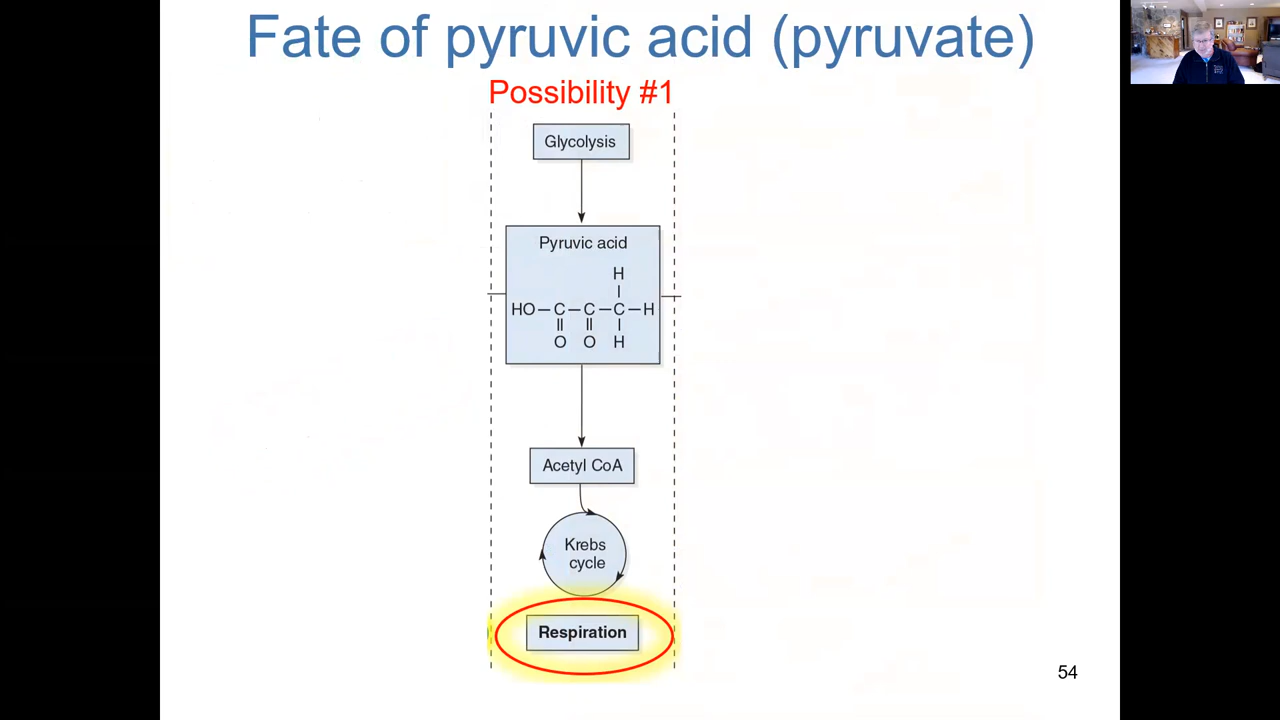 Fate of pyruvic acid (pyruvate)
Possibility #1
Glycolysis
Pyruvic acid
H
HO—C—C—C—H
O O H
Acetyl CoA
Krebs
cycle
Respiration
54